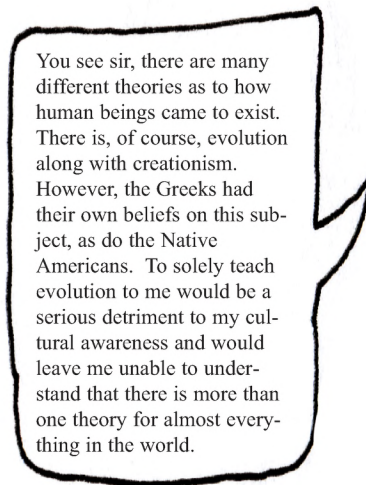 You see sir, there are many
different theories as to how
human beings came to exist.
There is, of course, evolution
along with creationism.
However, the Greeks had
their own beliefs on this sub-
ject, as do the Native
Americans.  To solely teach
evolution to me would be a
serious detriment to my cul-
tural awareness and would
leave me unable to under-
stand that there is more than
one theory for almost every-
thing in the world.